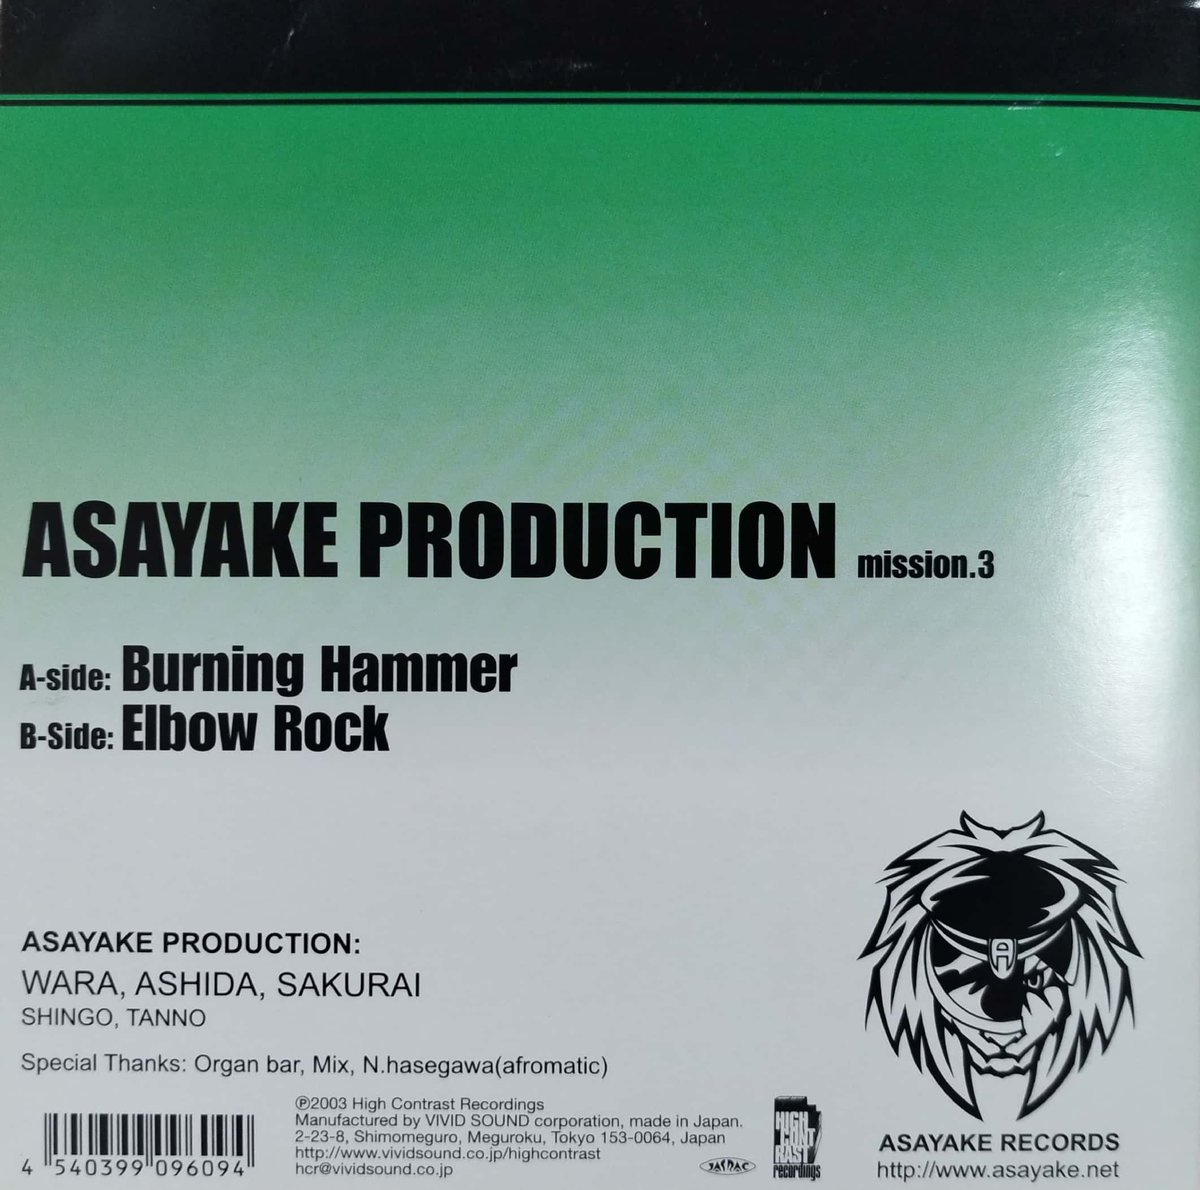 ASAYAKE PRODUCTION mission.3
A-side: Burning Hammer
B-Side: Elbow Rock
ASAYAKE PRODUCTION:
WARA, ASHIDA, SAKURAI
SHINGO, TANNO
Special Thanks: Organ bar, Mix, N.hasegawa(afromatic)
4 540399 096094
℗2003 High Contrast Recordings
Manufactured by VIVID SOUND corporation, made in Japan.
2-23-8, Shimomeguro, Meguroku, Tokyo 153-0064, Japan
http://www.vividsound.co.jp/highcontrast
hcr@vividsound.co.jp
JASRAC
HIGH
CONT
RAST
recordings
A
ASAYAKE RECORDS
http://www.asayake.net